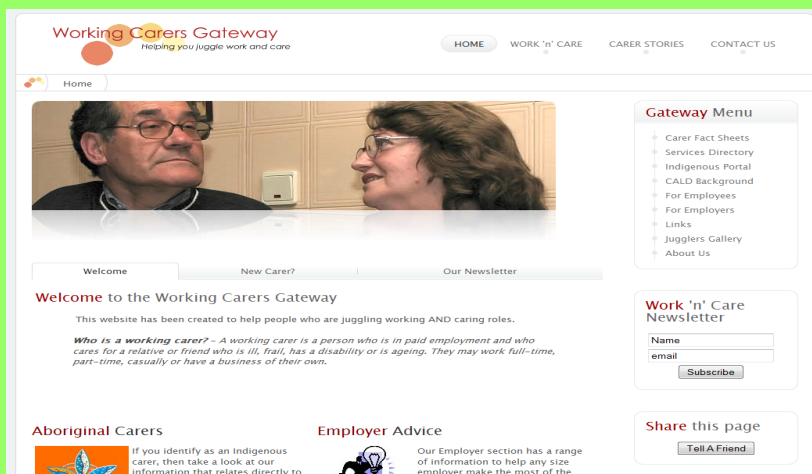 Working Carers Gateway
Helping you juggle work and care
HOME WORK 'n' CARE CARER STORIES CONTACT US
Home
Gateway Menu
Carer Fact Sheets
Services Directory
Indigenous Portal
CALD Background
For Employees
For Employers
Links
Jugglers Gallery
About Us
Welcome New Carer? Our Newsletter
Welcome to the Working Carers Gateway
This website has been created to help people who are juggling working AND caring roles.
Who is a working carer? – A working carer is a person who is in paid employment and who
cares for a relative or friend who is ill, frail, has a disability or is ageing. They may work full-time,
part-time, casually or have a business of their own.
Work 'n' Care
Newsletter
Name
email
Subscribe
Share this page
Tell A Friend
Aboriginal Carers
If you identify as an Indigenous
carer, then take a look at our
information that relates directly to
Employer Advice
Our Employer section has a range
of information to help any size
employer make the most of the